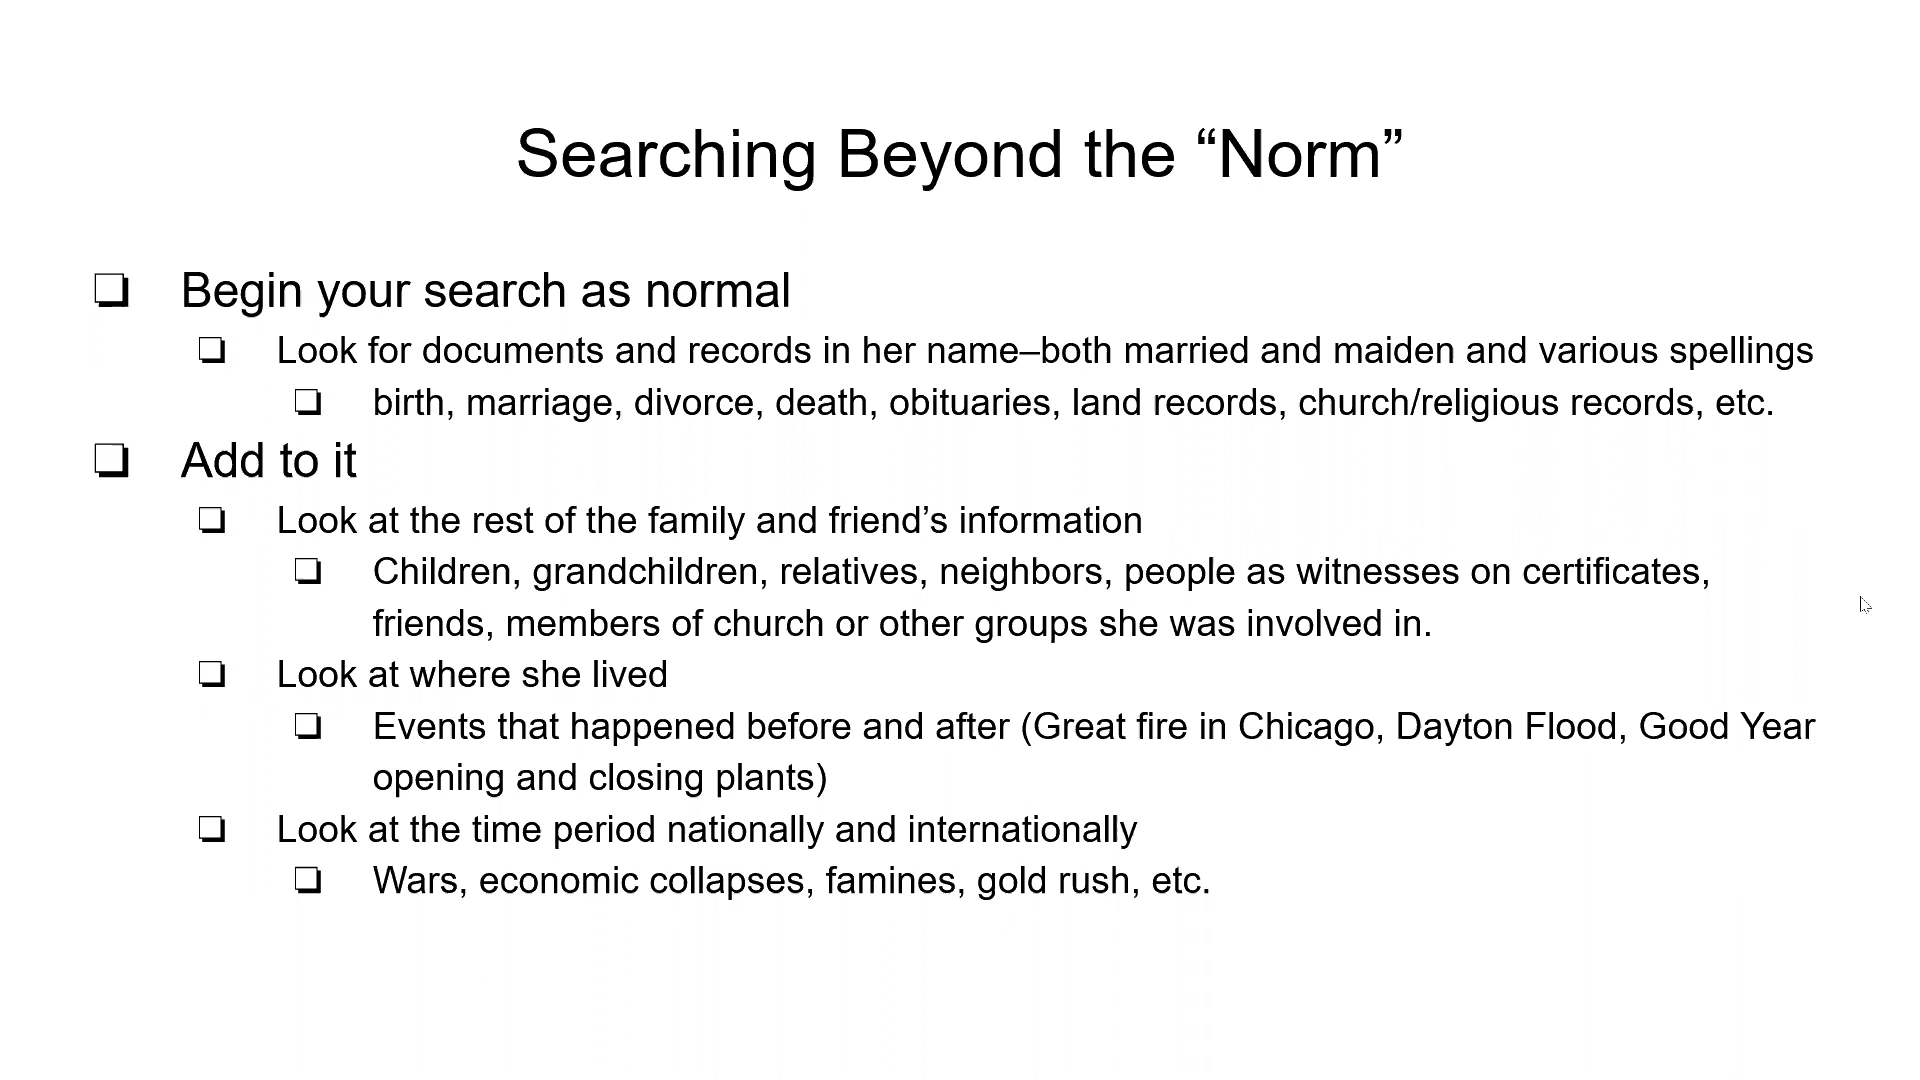 Searching Beyond the “Norm”
❏ Begin your search as normal
❏ Look for documents and records in her name–both married and maiden and various spellings
❏ birth, marriage, divorce, death, obituaries, land records, church/religious records, etc.
❏ Add to it
❏ Look at the rest of the family and friend’s information
❏ Children, grandchildren, relatives, neighbors, people as witnesses on certificates,
friends, members of church or other groups she was involved in.
❏ Look at where she lived
❏ Events that happened before and after (Great fire in Chicago, Dayton Flood, Good Year
opening and closing plants)
❏ Look at the time period nationally and internationally
❏ Wars, economic collapses, famines, gold rush, etc.